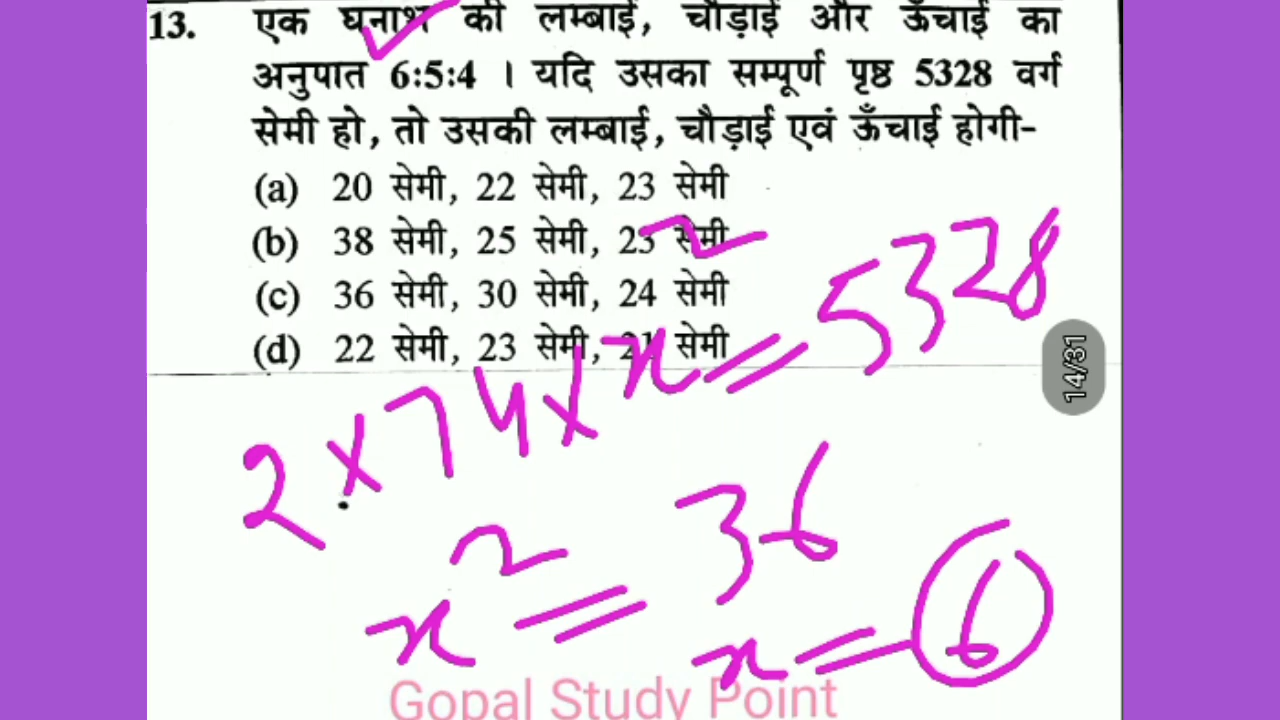 13. एक घनाभ की लम्बाई, चौड़ाई और ऊँचाई का
अनुपात 6:5:4 । यदि उसका सम्पूर्ण पृष्ठ 5328 वर्ग
सेमी हो, तो उसकी लम्बाई, चौड़ाई एवं ऊँचाई होगी-
(a) 20 सेमी, 22 सेमी, 23 सेमी
(b) 38 सेमी, 25 सेमी, 23 सेमी
(c) 36 सेमी, 30 सेमी, 24 सेमी
(d) 22 सेमी, 23 सेमी, 21 सेमी
2×74×x² = 5328
x² = 36
x = 6
14/31
Gopal Study Point